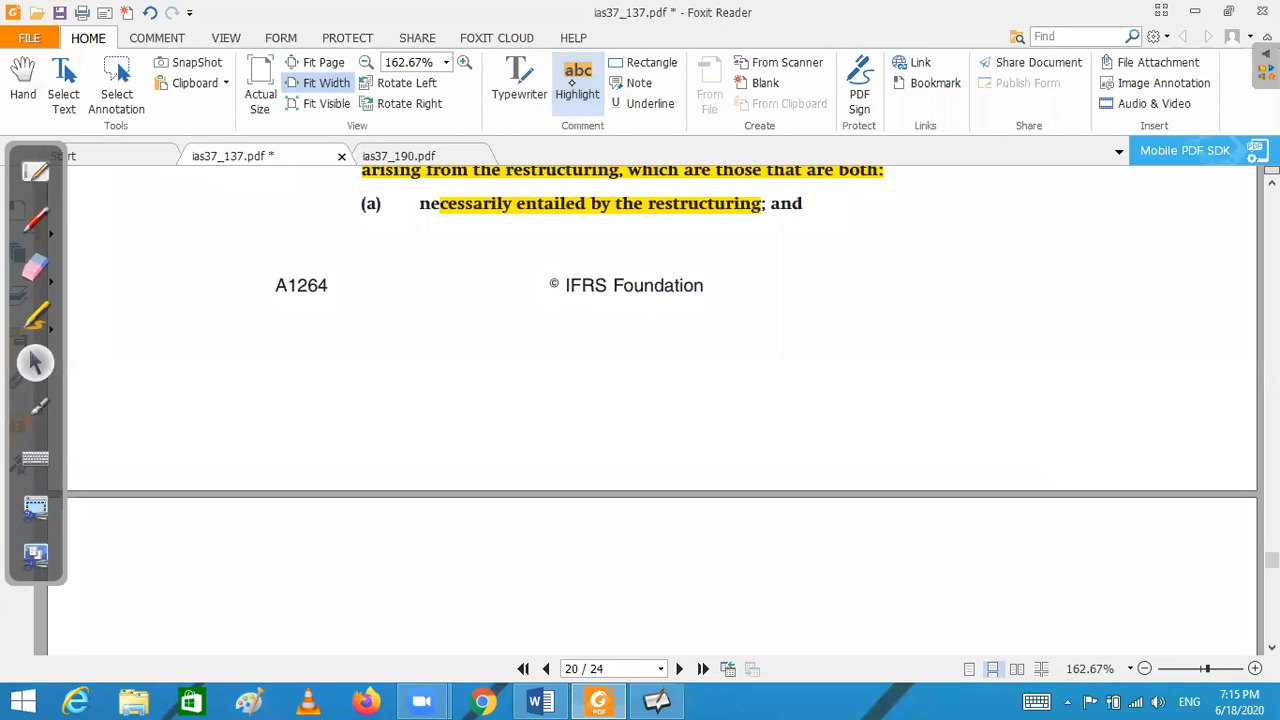 ias37_137.pdf * - Foxit Reader
Find
FILE HOME COMMENT VIEW FORM PROTECT SHARE FOXIT CLOUD HELP
Hand
Select Text
Select Annotation
SnapShot
Clipboard
Tools
Actual Size
Fit Page
Fit Width
Fit Visible
162.67%
Rotate Left
Rotate Right
View
Typewriter
abc
Highlight
Rectangle
Note
Underline
Comment
From File
From Scanner
Blank
From Clipboard
Create
PDF Sign
Protect
Link
Bookmark
Links
Share Document
Publish Form
Share
File Attachment
Image Annotation
Audio & Video
Insert
ias37_137.pdf *
ias37_190.pdf
Mobile PDF SDK
arising from the restructuring, which are those that are both:
(a) necessarily entailed by the restructuring; and
A1264 © IFRS Foundation
20 / 24
162.67%
ENG
7:15 PM
6/18/2020